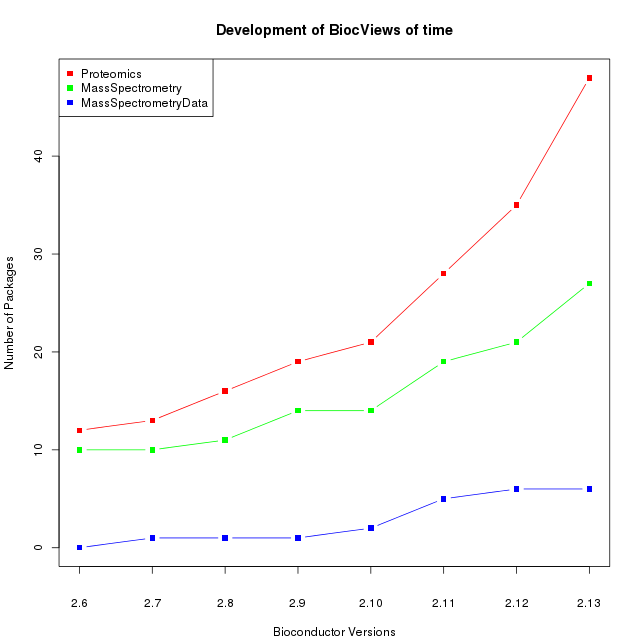 Development of BiocViews of time
Proteomics
MassSpectrometry
MassSpectrometryData
Number of Packages
40
30
20
10
0
2.6 2.7 2.8 2.9 2.10 2.11 2.12 2.13
Bioconductor Versions